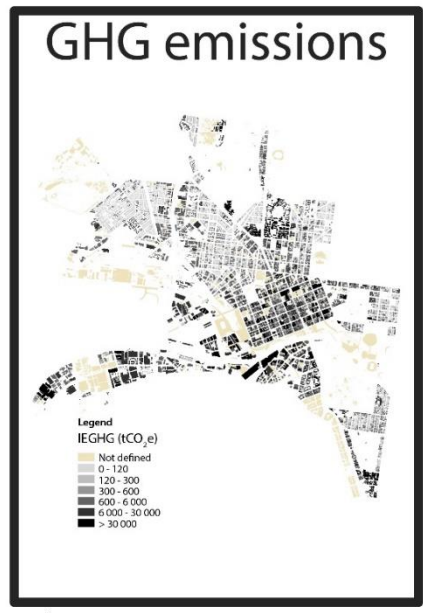 GHG emissions
Legend
IEGHG (tCO₂e)
Not defined
0 - 120
120 - 300
300 - 600
600 - 6 000
6 000 - 30 000
> 30 000